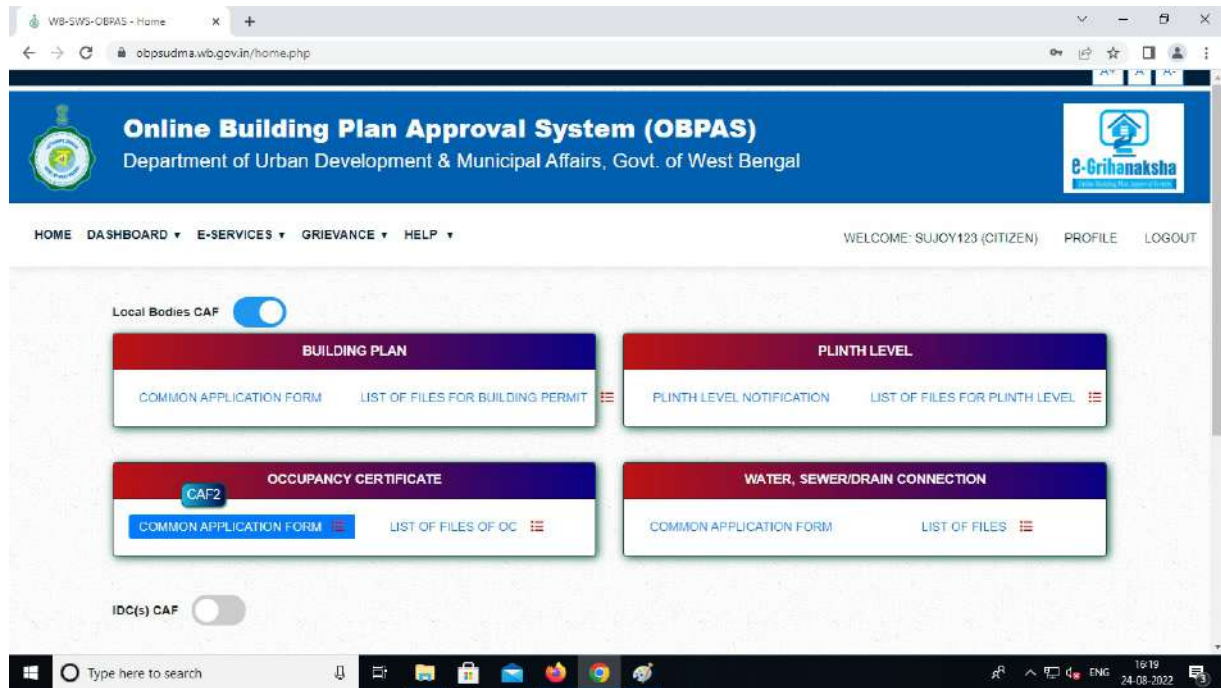 WB-SWS-OBPAS - Home
obpsudma.wb.gov.in/home.php
A+ A A-
Online Building Plan Approval System (OBPAS)
Department of Urban Development & Municipal Affairs, Govt. of West Bengal
e-Grihanaksha
HOME DASHBOARD E-SERVICES GRIEVANCE HELP WELCOME: SUJOY123 (CITIZEN) PROFILE LOGOUT
Local Bodies CAF
BUILDING PLAN
COMMON APPLICATION FORM LIST OF FILES FOR BUILDING PERMIT
PLINTH LEVEL
PLINTH LEVEL NOTIFICATION LIST OF FILES FOR PLINTH LEVEL
OCCUPANCY CERTIFICATE
CAF2
COMMON APPLICATION FORM LIST OF FILES OF OC
WATER, SEWER/DRAIN CONNECTION
COMMON APPLICATION FORM LIST OF FILES
IDC(s) CAF
Type here to search
ENG
16:19
24-08-2022
3